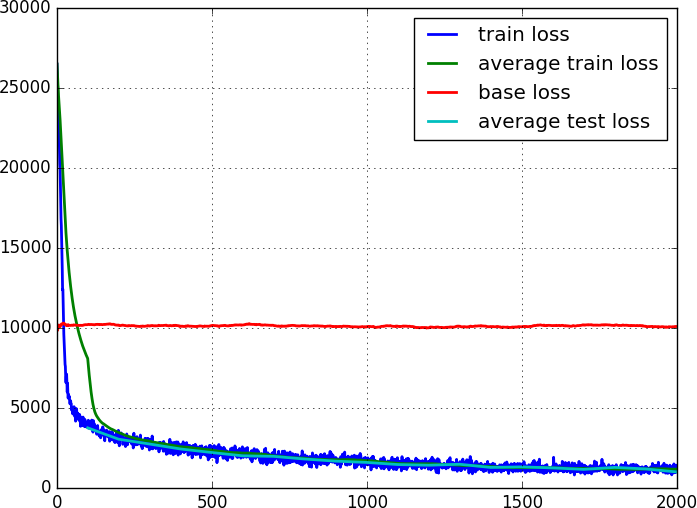 30000
25000
20000
15000
10000
5000
0
0 500 1000 1500 2000
train loss
average train loss
base loss
average test loss